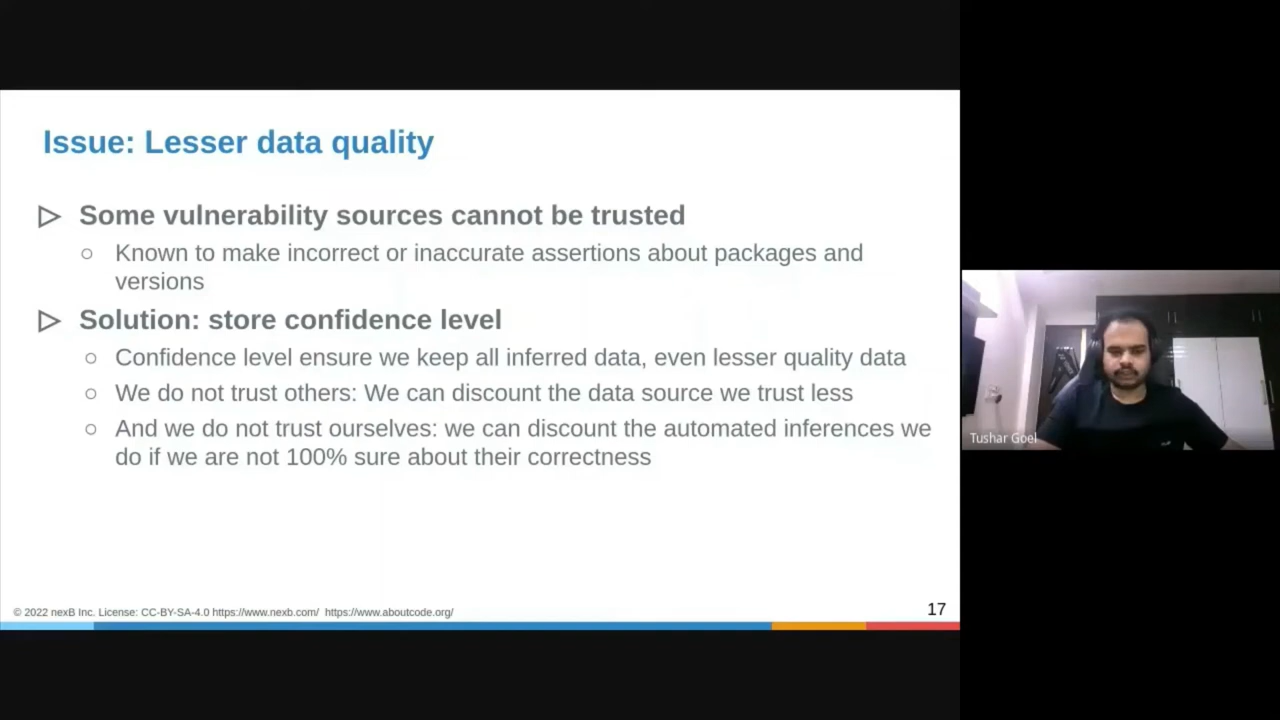 Issue: Lesser data quality
Some vulnerability sources cannot be trusted
Known to make incorrect or inaccurate assertions about packages and
versions
Solution: store confidence level
Confidence level ensure we keep all inferred data, even lesser quality data
We do not trust others: We can discount the data source we trust less
And we do not trust ourselves: we can discount the automated inferences we
do if we are not 100% sure about their correctness
© 2022 nexB Inc. License: CC-BY-SA-4.0 https://www.nexb.com/ https://www.aboutcode.org/
17
Tushar Goel